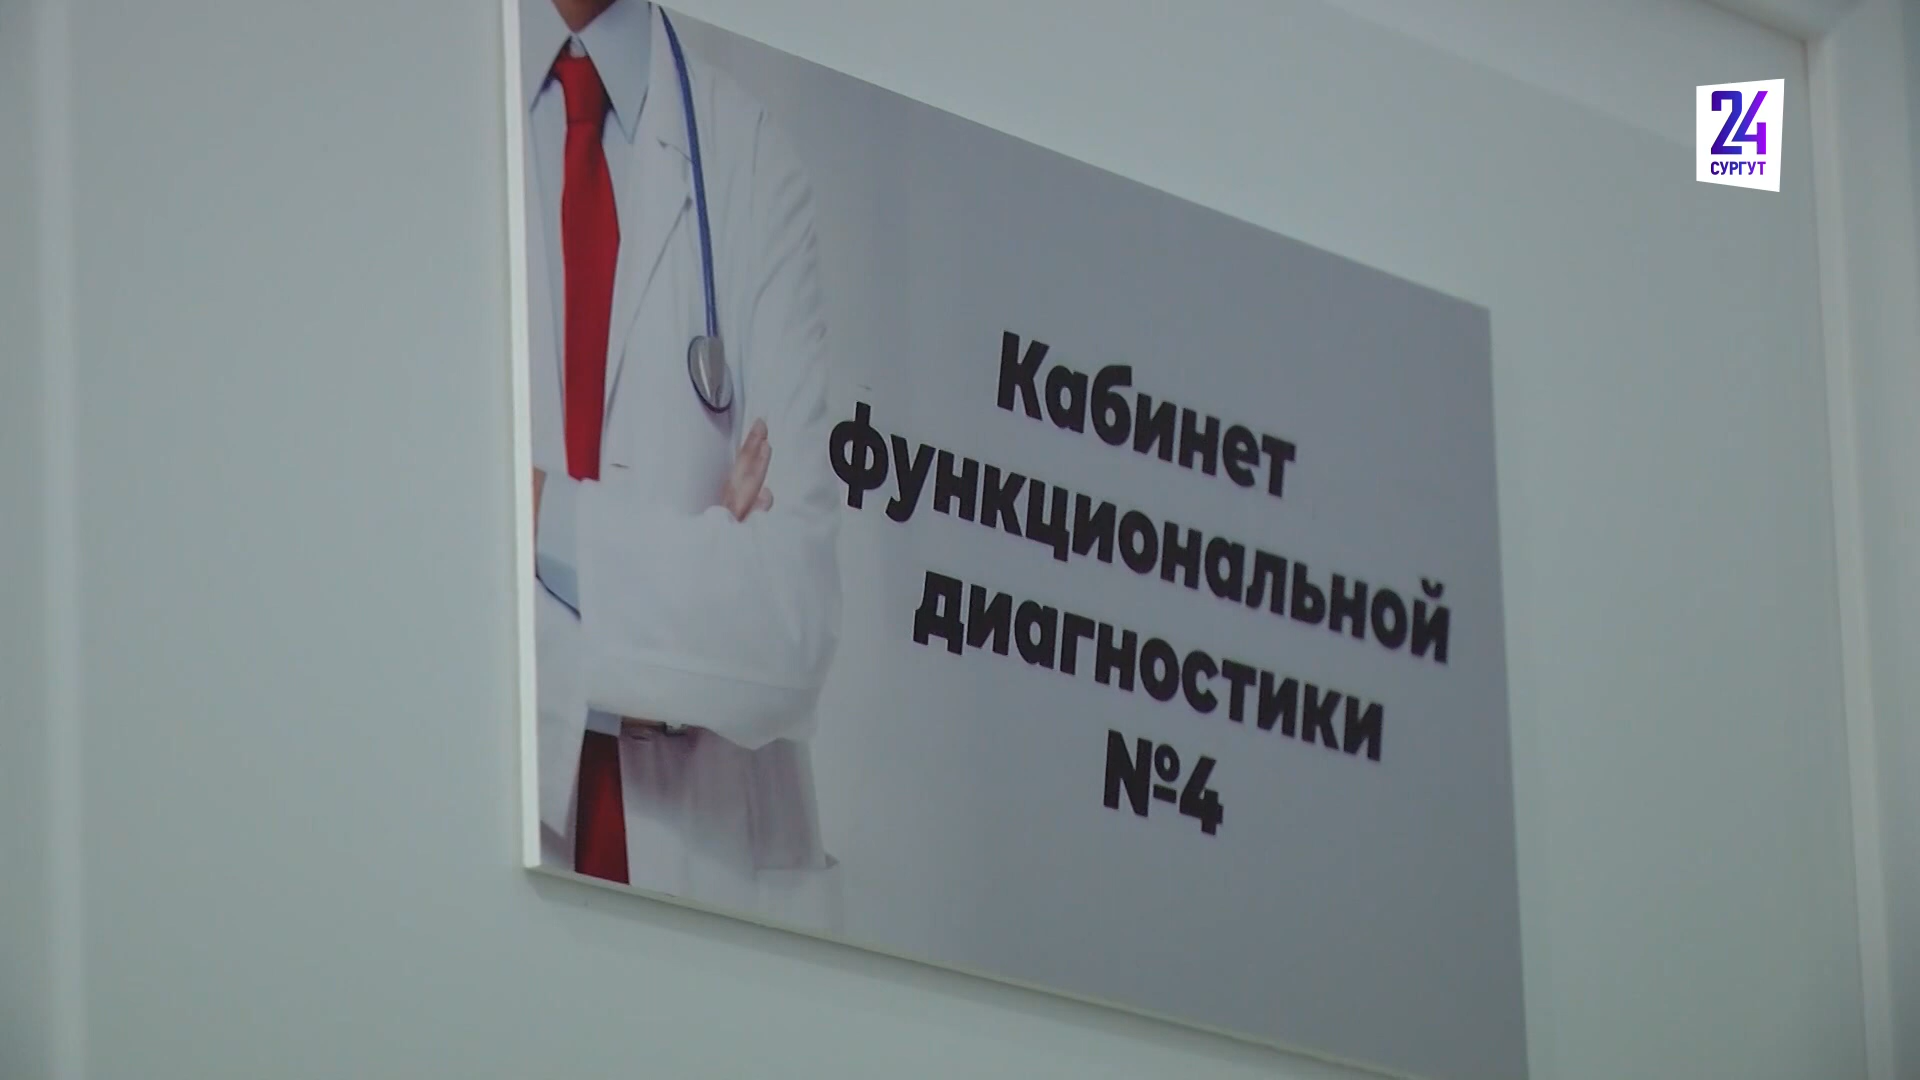 24
СУРГУТ
Кабинет
функциональной
диагностики
№4